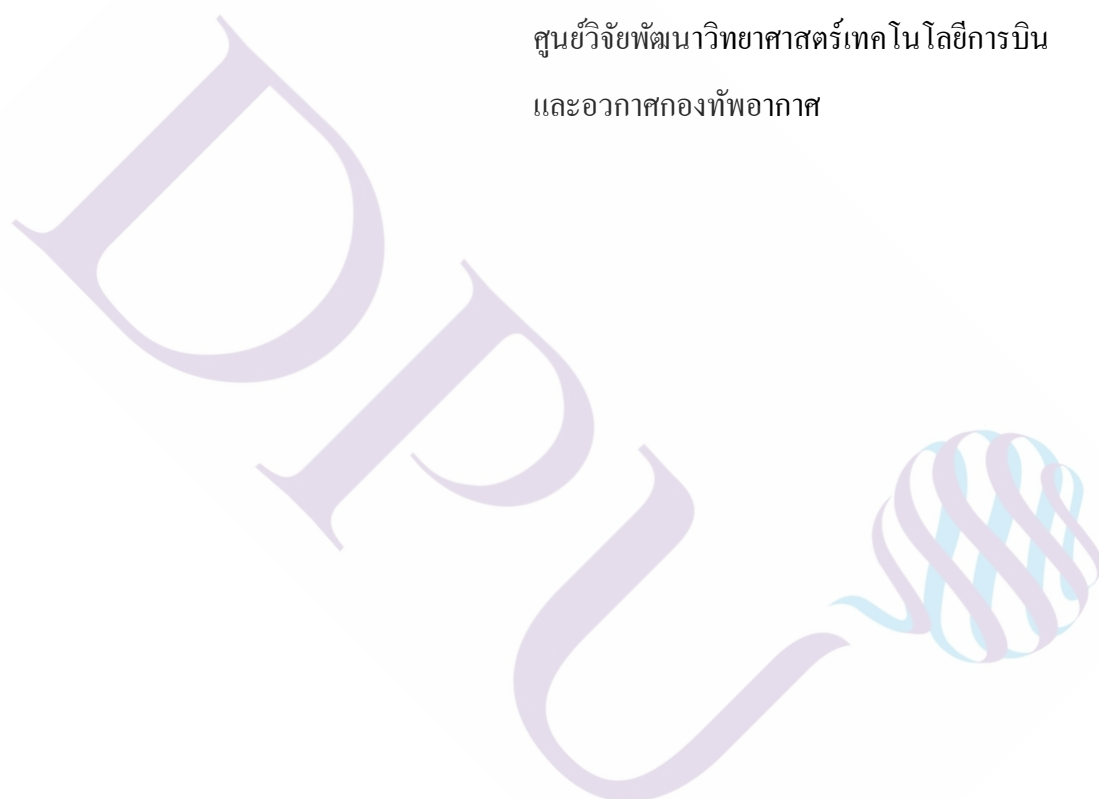 ศูนย์วิจัยพัฒนาวิทยาศาสตร์เทคโนโลยีการบิน
และอวกาศกองทัพอากาศ
DPU